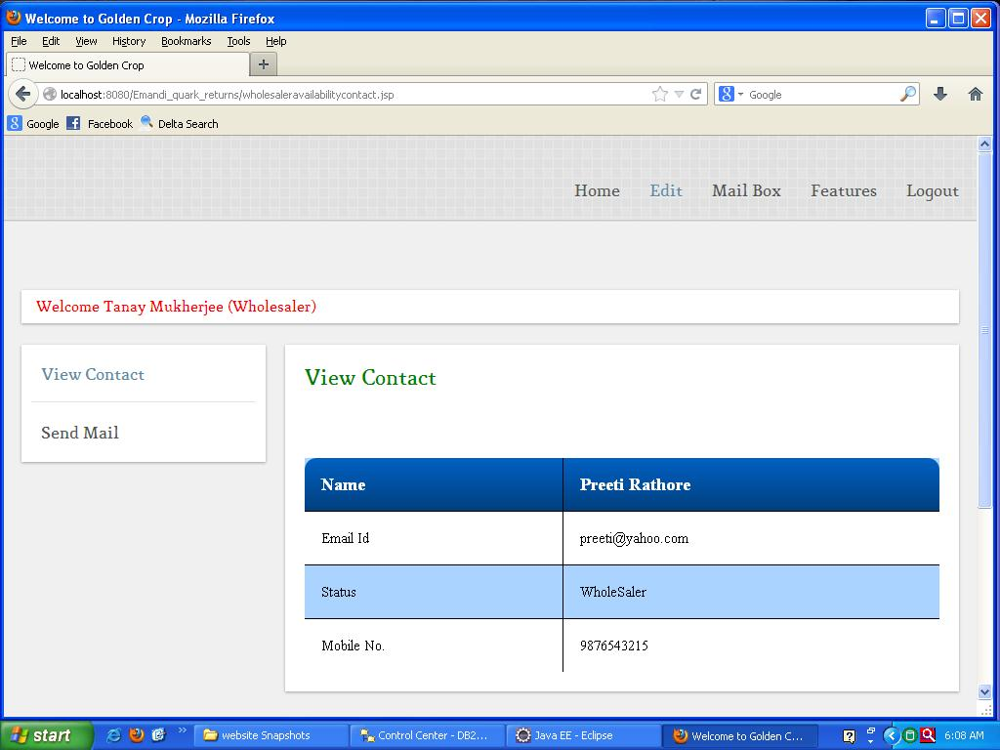 Welcome to Golden Crop - Mozilla Firefox
File Edit View History Bookmarks Tools Help
Welcome to Golden Crop
localhost:8080/Emandi_quark_returns/wholesaleravailabilitycontact.jsp
Google
Google Facebook Delta Search
Home Edit Mail Box Features Logout
Welcome Tanay Mukherjee (Wholesaler)
View Contact
Send Mail
View Contact
Name Preeti Rathore
Email Id preeti@yahoo.com
Status WholeSaler
Mobile No. 9876543215
start website Snapshots Control Center - DB2... Java EE - Eclipse Welcome to Golden C... 6:08 AM